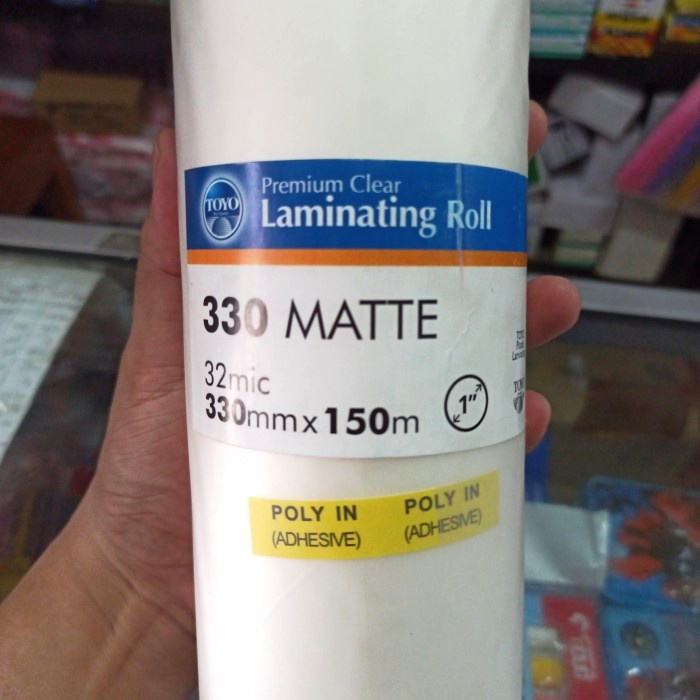 Premium Clear
TOYO
Laminating Roll
330 MATTE
32mic
330mm x 150m
1"
POLY IN
(ADHESIVE)
POLY IN
(ADHESIVE)